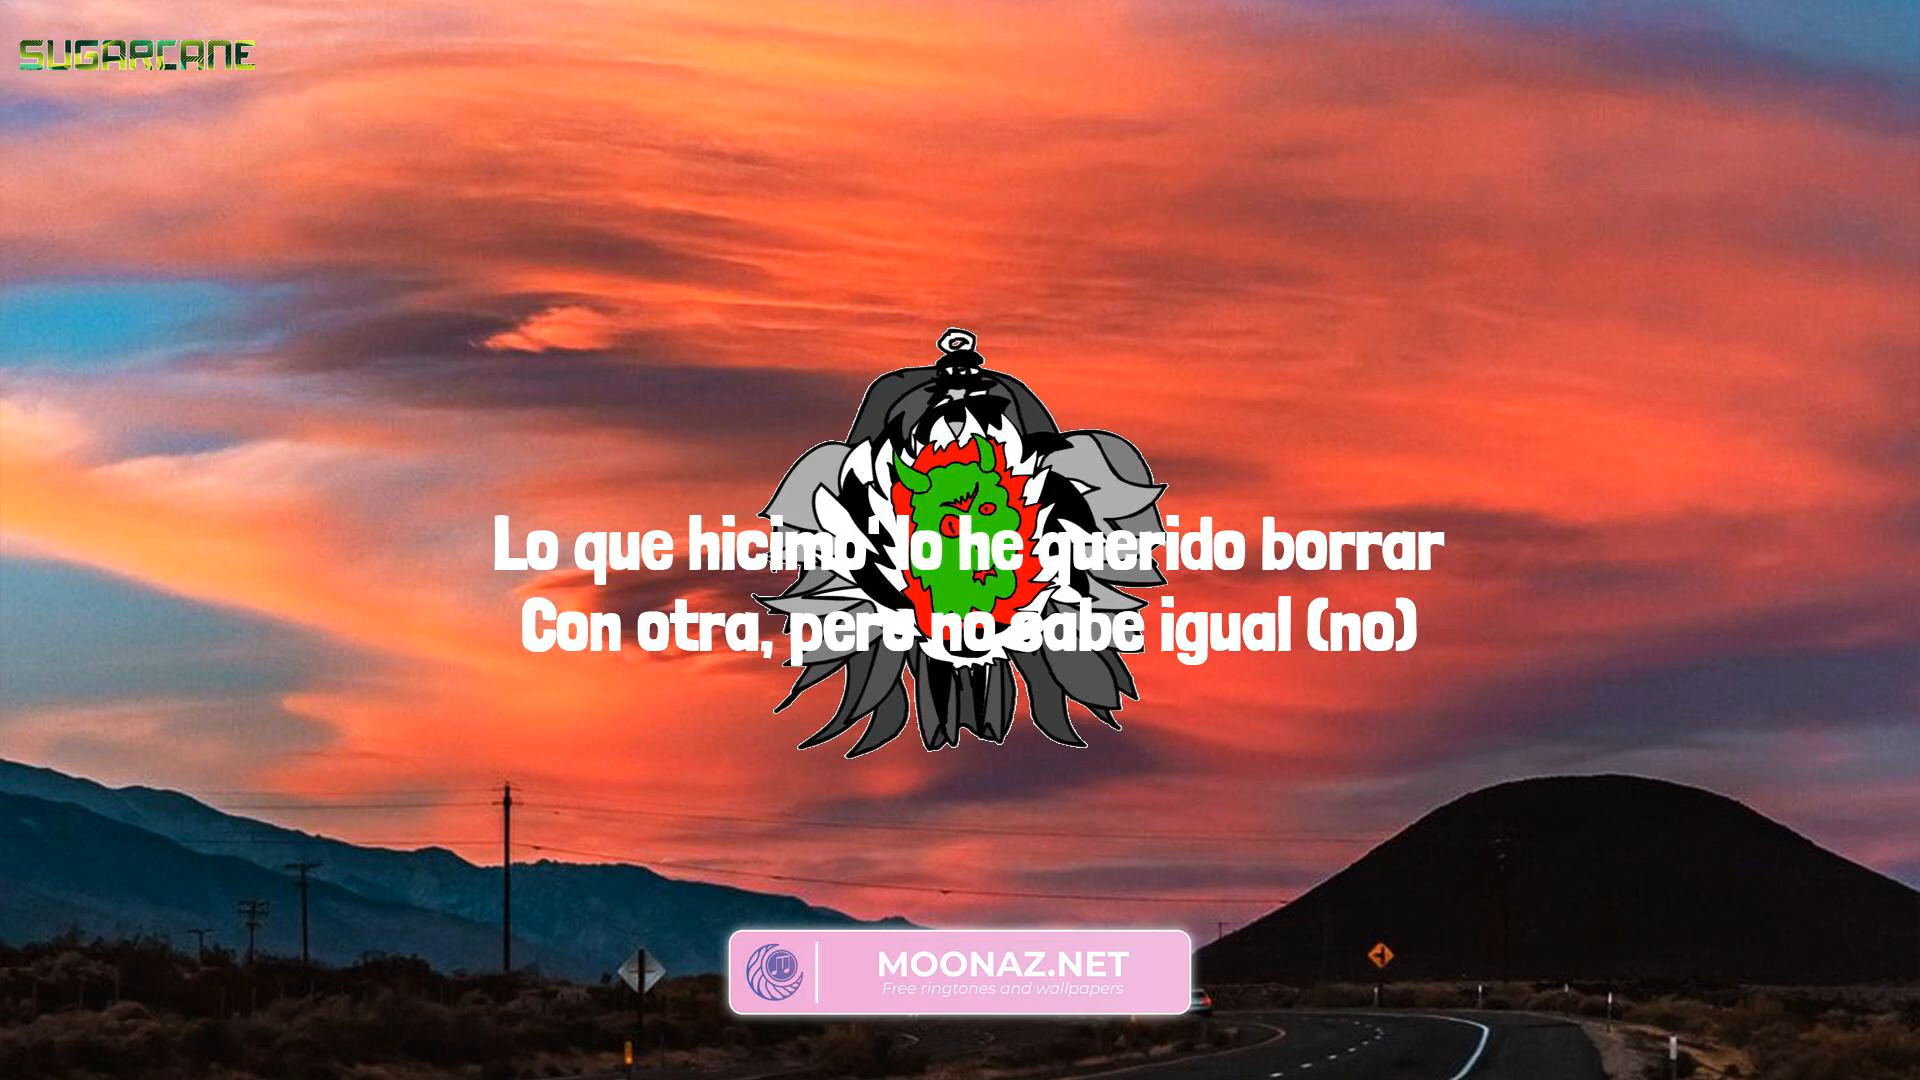 SUGARCANE
Lo que hicimo' lo he querido borrar
Con otra, pero no sabe igual (no)
MOONAZ.NET
Free ringtones and wallpapers